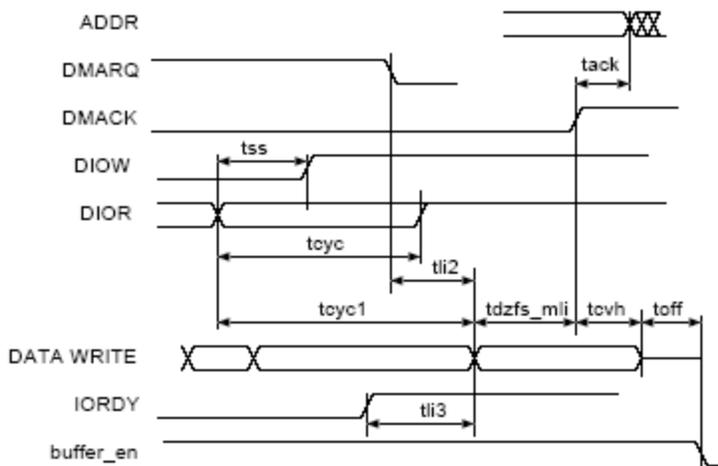 ADDR
DMARQ
tack
DMACK
tss
DIOW
DIOR
tcyc
tli2
tcyc1 tdzfs_mli tcvh toff
DATA WRITE
IORDY
tli3
buffer_en